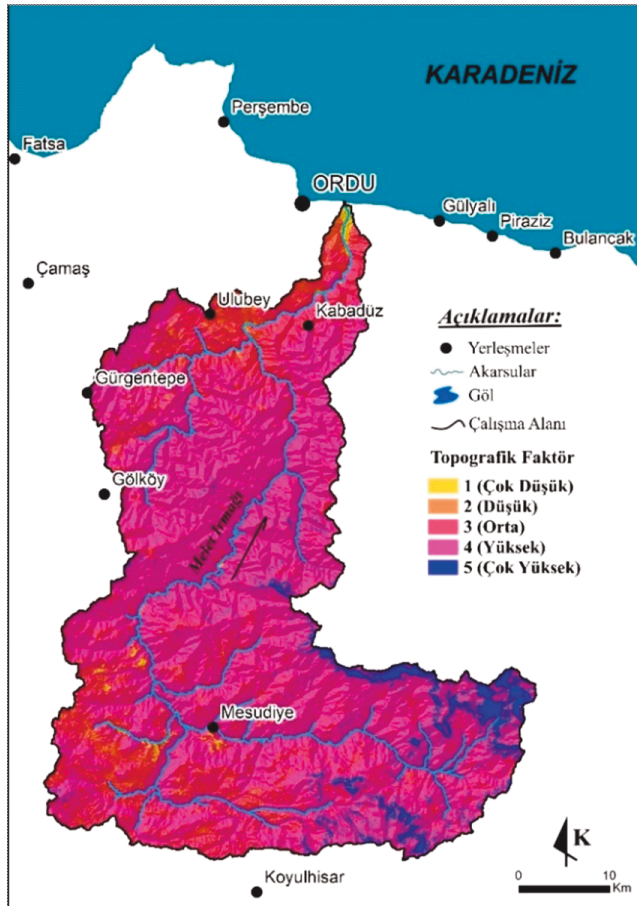 KARADENİZ
Perşembe
Fatsa
ORDU
Gülyalı
Piraziz
Bulancak
Çamaş
Ulubey
Kabadüz
Açıklamalar:
Yerleşmeler
Akarsular
Göl
Çalışma Alanı
Gürgentepe
Topografik Faktör
1 (Çok Düşük)
2 (Düşük)
3 (Orta)
4 (Yüksek)
5 (Çok Yüksek)
Gölköy
Melet Irmağı
Mesudiye
K
0 10
Km
Koyulhisar